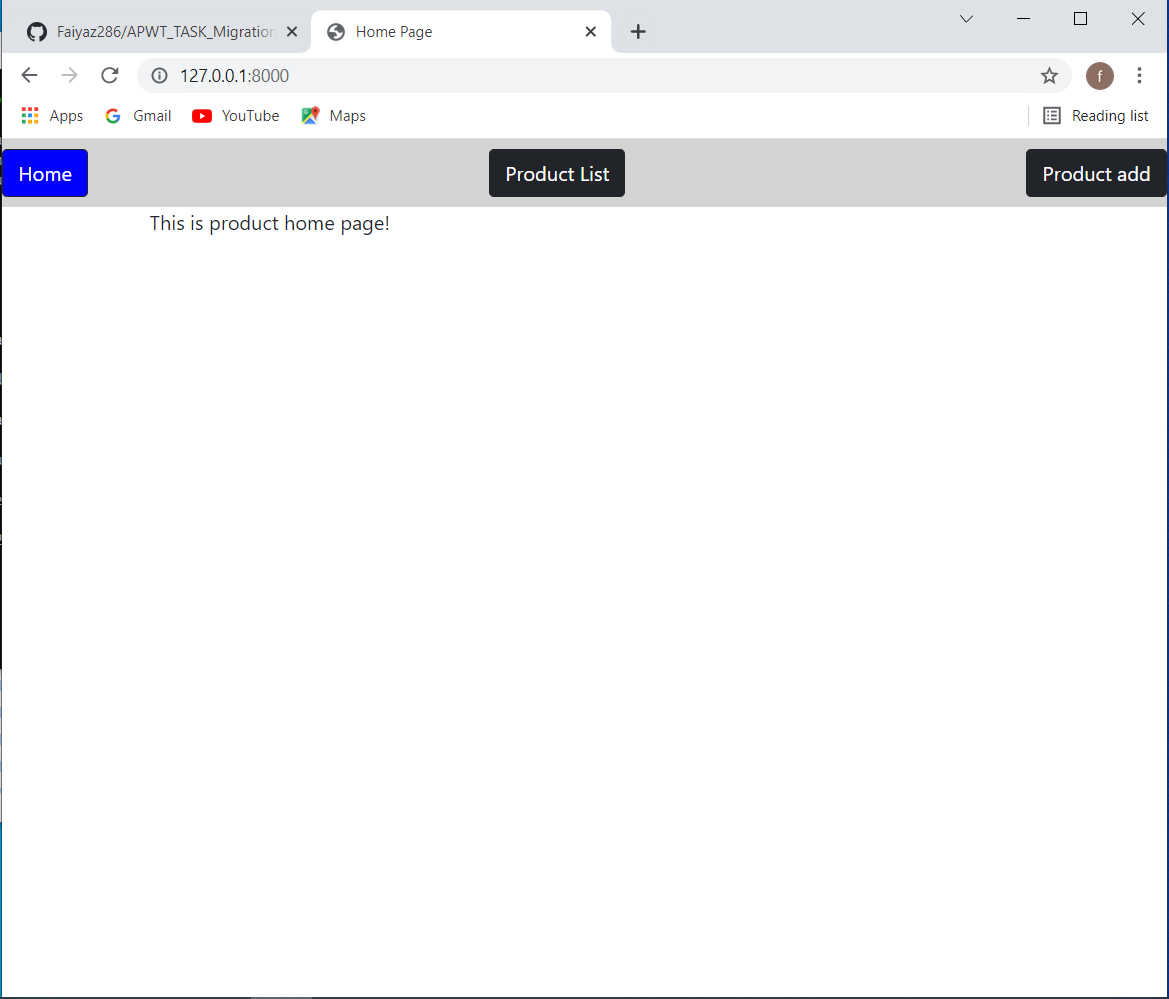 Faiyaz286/APWT_TASK_Migration
Home Page
127.0.0.1:8000
f
Apps
Gmail
YouTube
Maps
Reading list
Home
Product List
Product add
This is product home page!